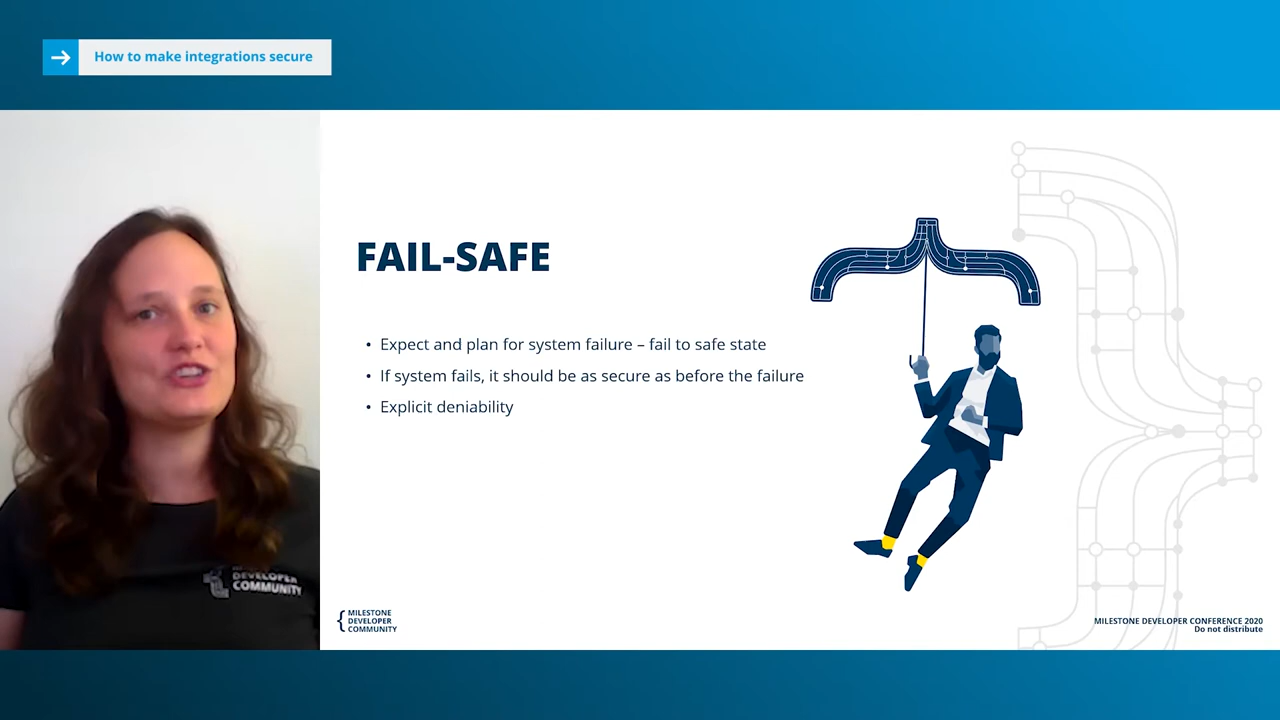 How to make integrations secure
FAIL-SAFE
• Expect and plan for system failure – fail to safe state
• If system fails, it should be as secure as before the failure
• Explicit deniability
DEVELOPER
COMMUNITY
MILESTONE
DEVELOPER
COMMUNITY
MILESTONE DEVELOPER CONFERENCE 2020
Do not distribute